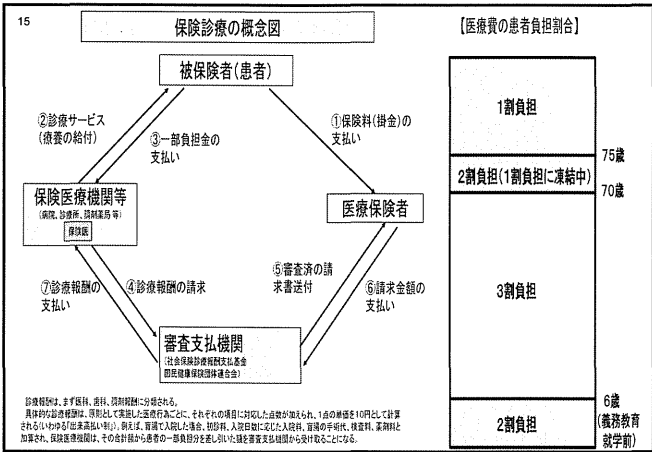 15
保険診療の概念図
【医療費の患者負担割合】
被保険者(患者)
②診療サービス
(療養の給付)
③一部負担金の
支払い
①保険料(掛金)の
支払い
保険医療機関等
(病院、診療所、調剤薬局 等)
保険医
医療保険者
⑦診療報酬の
支払い
④診療報酬の請求
⑤審査済の請
求書送付
⑥請求金額の
支払い
審査支払機関
(社会保険診療報酬支払基金
国民健康保険団体連合会)
1割負担
75歳
2割負担(1割負担に凍結中)
70歳
3割負担
6歳
(義務教育
就学前)
2割負担
診療報酬は、まず医科、歯科、調剤報酬に分類される。
具体的な診療報酬は、原則として実施した医療行為ごとに、それぞれの項目に対応した点数が加えられ、1点の単価を10円として計算
される(いわゆる「出来高払い制」)。例えば、盲腸で入院した場合、初診料、入院日数に応じた入院料、盲腸の手術代、検査料、薬剤料と
加算され、保険医療機関は、その合計額から患者の一部負担分を差し引いた額を審査支払機関から受け取ることになる。